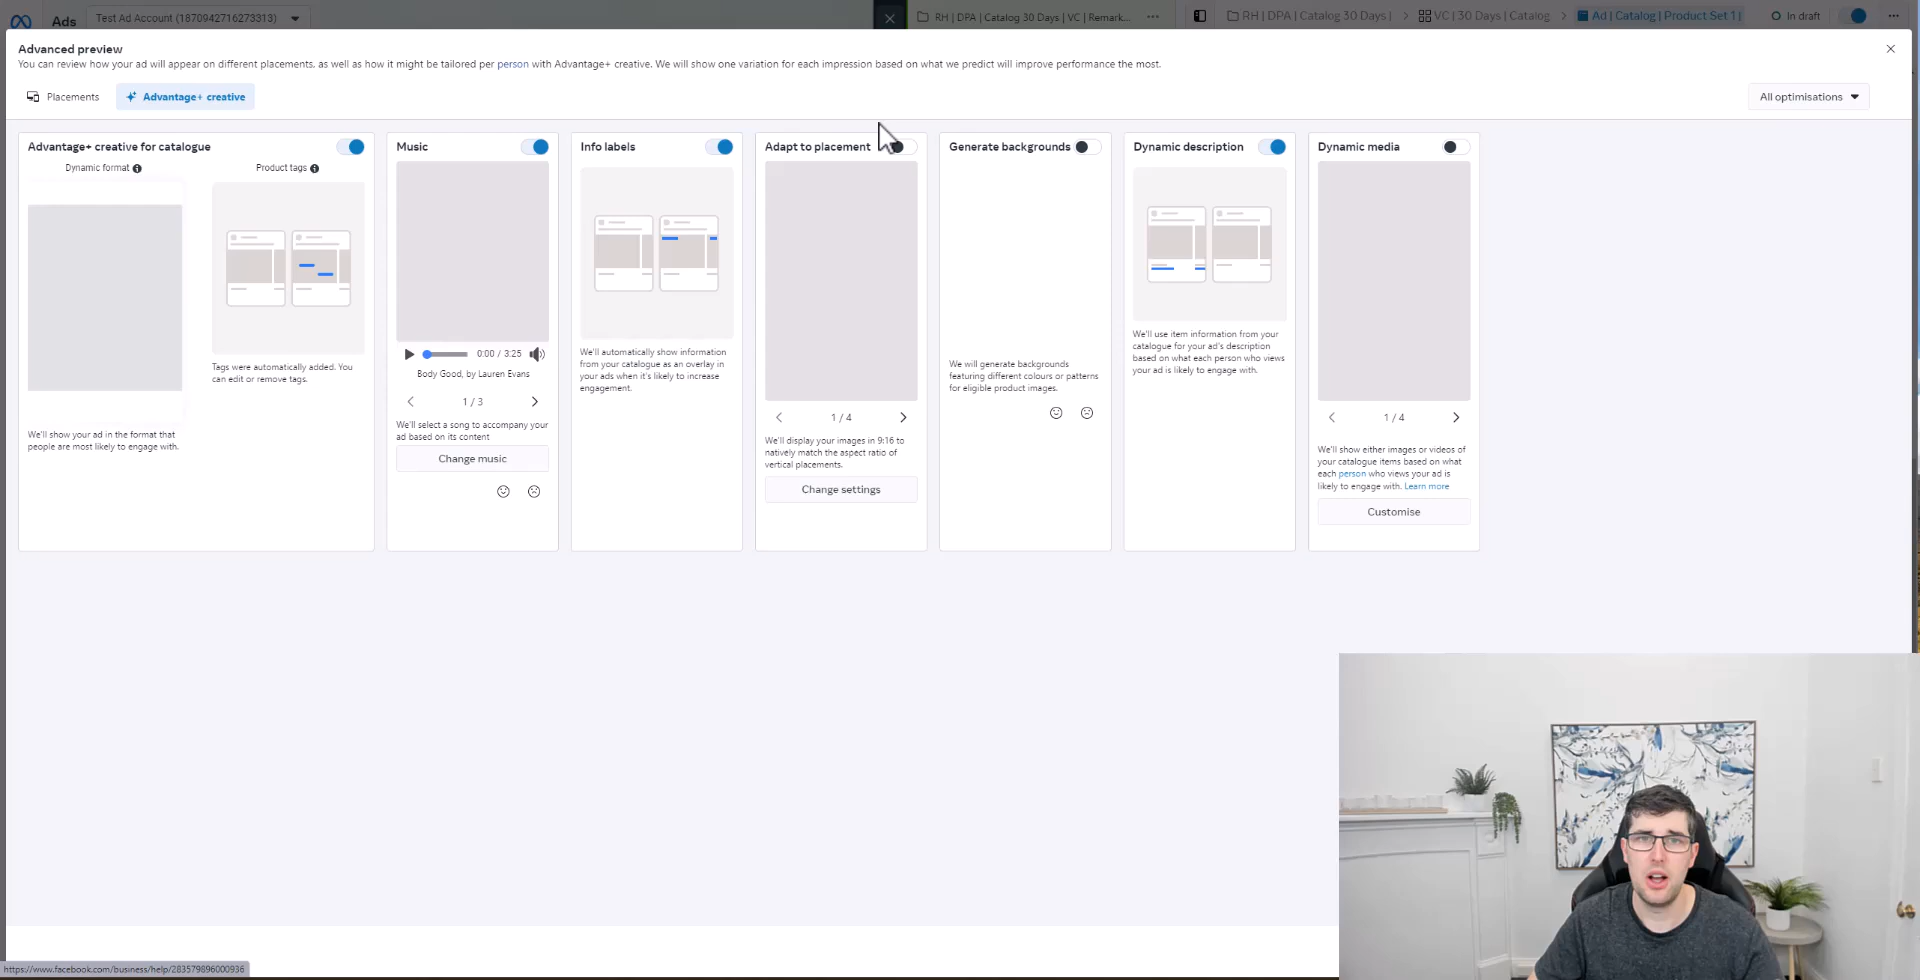 Ads
Test Ad Account (1870942716273313)
RH | DPA | Catalog 30 Days | VC | Remark...
RH | DPA | Catalog 30 Days |
VC | 30 Days | Catalog
Ad | Catalog | Product Set 1 |
In draft
Advanced preview
You can review how your ad will appear on different placements, as well as how it might be tailored per person with Advantage+ creative. We will show one variation for each impression based on what we predict will improve performance the most.
Placements
Advantage+ creative
All optimisations
Advantage+ creative for catalogue
Dynamic format
Product tags
Tags were automatically added. You
can edit or remove tags.
We'll show your ad in the format that
people are most likely to engage with.
Music
0:00 / 3:25
Body Good, by Lauren Evans
1 / 3
We'll select a song to accompany your
ad based on its content
Change music
Info labels
We'll automatically show information
from your catalogue as an overlay in
your ads when it's likely to increase
engagement.
Adapt to placement
1 / 4
We'll display your images in 9:16 to
natively match the aspect ratio of
vertical placements.
Change settings
Generate backgrounds
We will generate backgrounds
featuring different colours or patterns
for eligible product images.
Dynamic description
We'll use item information from your
catalogue for your ad's description
based on what each person who views
your ad is likely to engage with.
Dynamic media
1 / 4
We'll show either images or videos of
your catalogue items based on what
each person who views your ad is
likely to engage with. Learn more
Customise
https://www.facebook.com/business/help/283579896000936